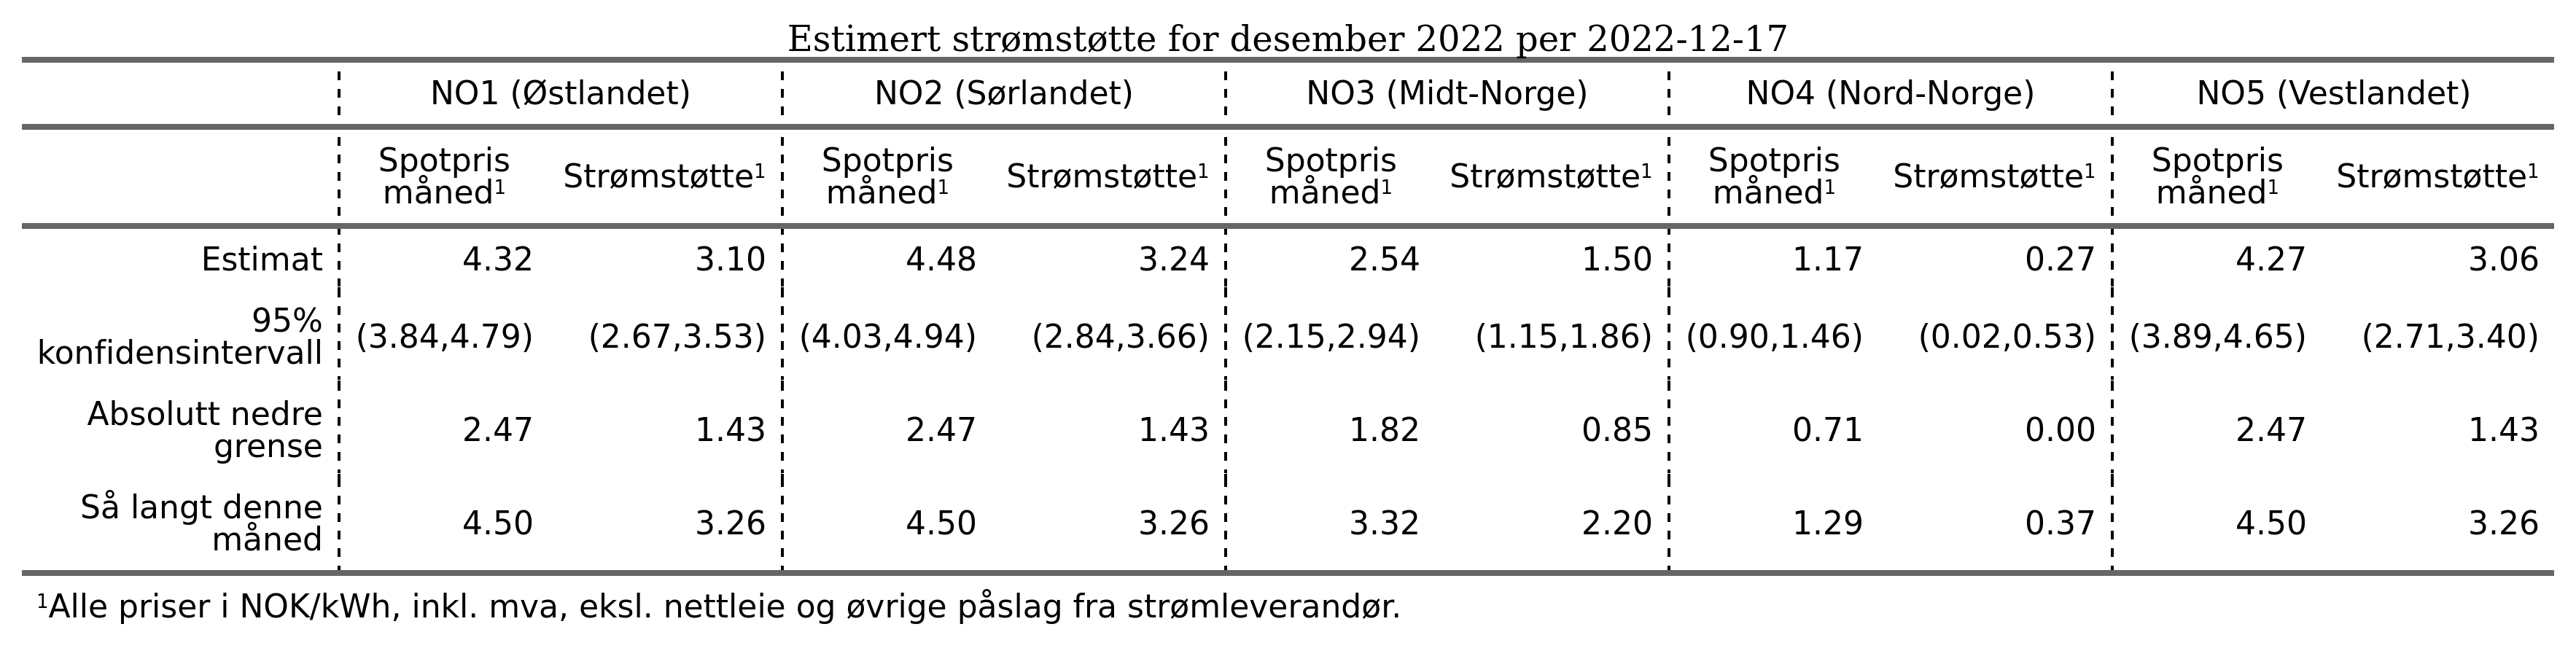 Estimert strømstøtte for desember 2022 per 2022-12-17
NO1 (Østlandet) NO2 (Sørlandet) NO3 (Midt-Norge) NO4 (Nord-Norge) NO5 (Vestlandet)
Spotpris måned¹ Strømstøtte¹ Spotpris måned¹ Strømstøtte¹ Spotpris måned¹ Strømstøtte¹ Spotpris måned¹ Strømstøtte¹ Spotpris måned¹ Strømstøtte¹
Estimat 4.32 3.10 4.48 3.24 2.54 1.50 1.17 0.27 4.27 3.06
95% konfidensintervall (3.84,4.79) (2.67,3.53) (4.03,4.94) (2.84,3.66) (2.15,2.94) (1.15,1.86) (0.90,1.46) (0.02,0.53) (3.89,4.65) (2.71,3.40)
Absolutt nedre grense 2.47 1.43 2.47 1.43 1.82 0.85 0.71 0.00 2.47 1.43
Så langt denne måned 4.50 3.26 4.50 3.26 3.32 2.20 1.29 0.37 4.50 3.26
¹Alle priser i NOK/kWh, inkl. mva, eksl. nettleie og øvrige påslag fra strømleverandør.